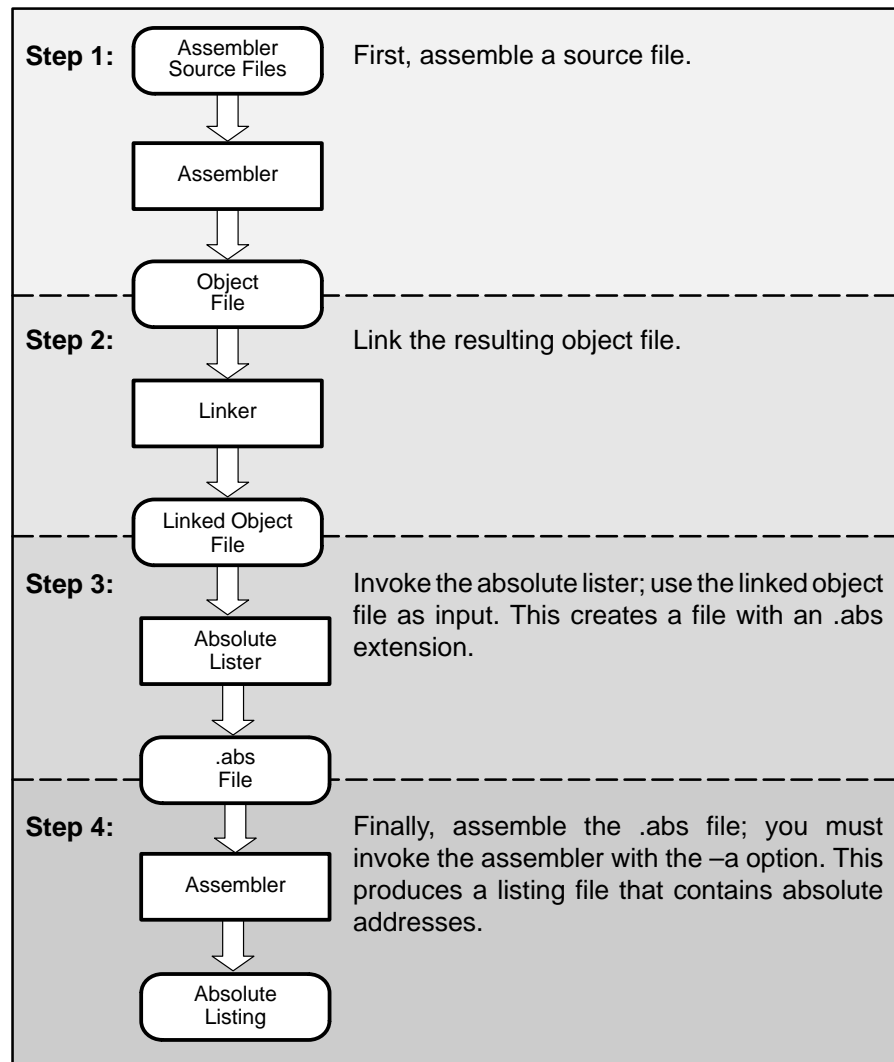 Step 1:
Assembler
Source Files
First, assemble a source file.
Assembler
Object
File
Step 2:
Link the resulting object file.
Linker
Linked Object
File
Step 3:
Invoke the absolute lister; use the linked object
file as input. This creates a file with an .abs
extension.
Absolute
Lister
.abs
File
Step 4:
Finally, assemble the .abs file; you must
invoke the assembler with the –a option. This
produces a listing file that contains absolute
addresses.
Assembler
Absolute
Listing